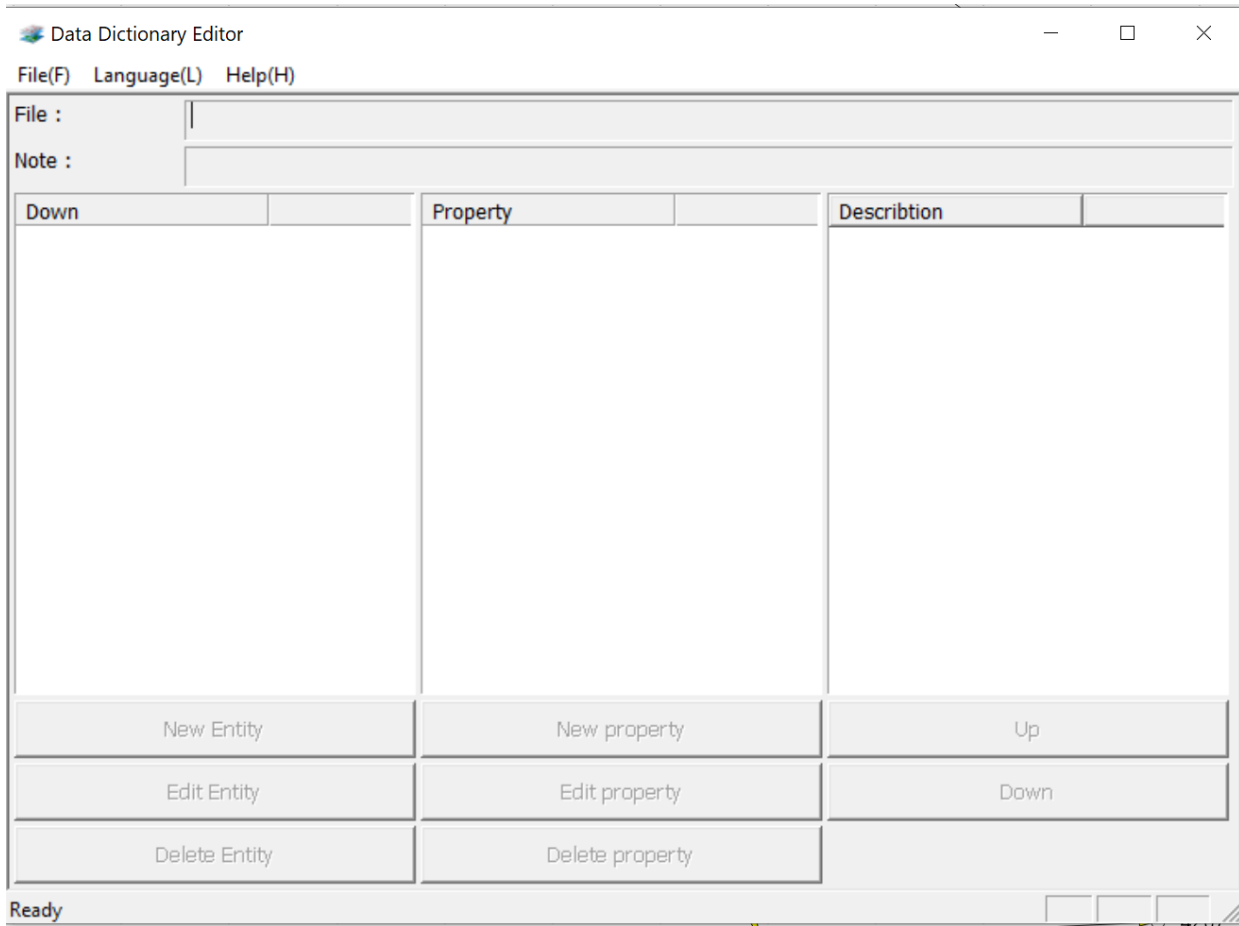 Data Dictionary Editor
File(F) Language(L) Help(H)
File :
Note :
Down Property Describtion
New Entity New property Up
Edit Entity Edit property Down
Delete Entity Delete property
Ready